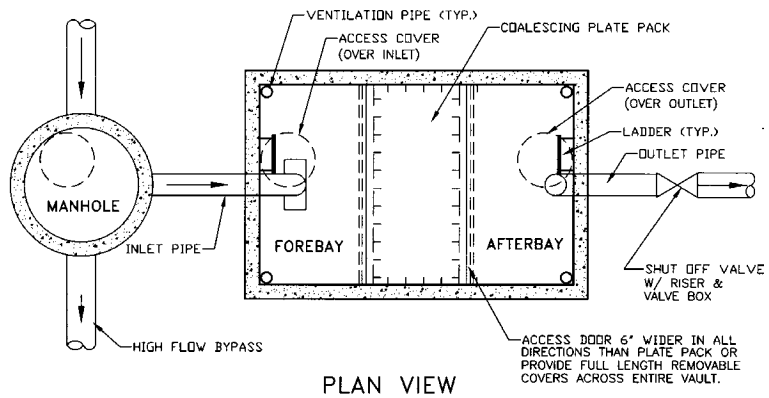 VENTILATION PIPE (TYP.)
ACCESS COVER
(OVER INLET)
COALESCING PLATE PACK
ACCESS COVER
(OVER OUTLET)
LADDER (TYP.)
OUTLET PIPE
MANHOLE
INLET PIPE
FOREBAY
AFTERBAY
SHUT OFF VALVE
W/ RISER &
VALVE BOX
HIGH FLOW BYPASS
ACCESS DOOR 6" WIDER IN ALL
DIRECTIONS THAN PLATE PACK OR
PROVIDE FULL LENGTH REMOVABLE
COVERS ACROSS ENTIRE VAULT.
PLAN VIEW